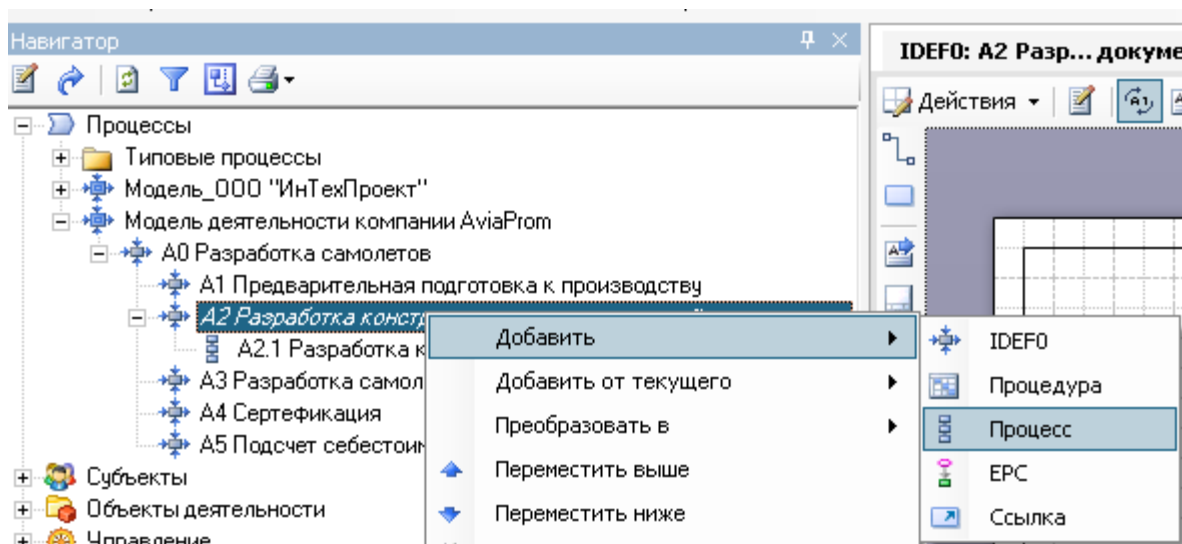 Навигатор
IDEF0: A2 Разр... докуме
Действия
Процессы
Типовые процессы
Модель_ООО "ИнТехПроект"
Модель деятельности компании AviaProm
A0 Разработка самолетов
A1 Предварительная подготовка к производству
A2 Разработка конст
A2.1 Разработка к
A3 Разработка самол
A4 Сертефикация
A5 Подсчет себестои
Субъекты
Объекты деятельности
Управление
Добавить
Добавить от текущего
Преобразовать в
Переместить выше
Переместить ниже
IDEF0
Процедура
Процесс
EPC
Ссылка